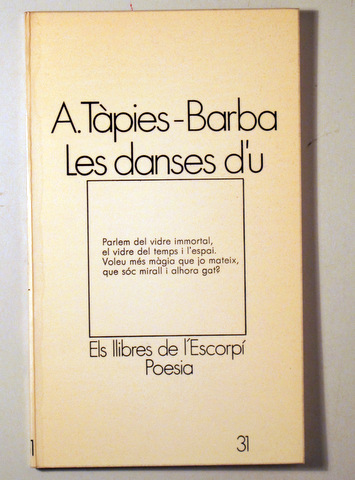 A. Tàpies-Barba
Les danses d'u
Parlem del vidre immortal,
el vidre del temps i l'espai.
Voleu més màgia que jo mateix,
que sóc mirall i alhora gat?
Els llibres de l'Escorpí
Poesia
31